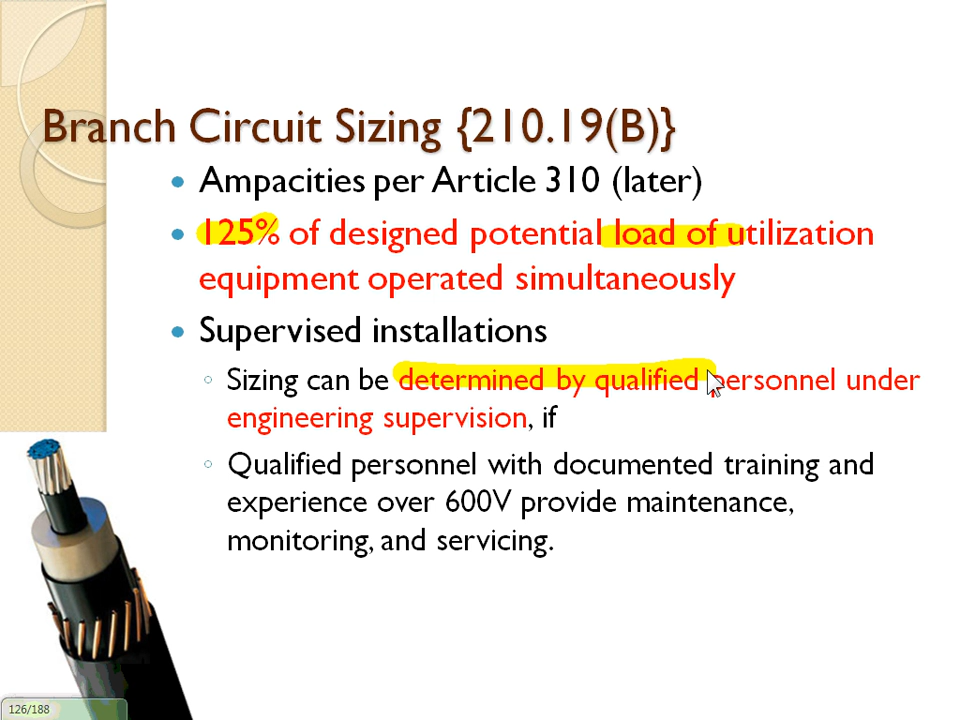 Branch Circuit Sizing {210.19(B)}
• Ampacities per Article 310 (later)
• 125% of designed potential load of utilization
equipment operated simultaneously
• Supervised installations
◦ Sizing can be determined by qualified personnel under
engineering supervision, if
◦ Qualified personnel with documented training and
experience over 600V provide maintenance,
monitoring, and servicing.
126/188